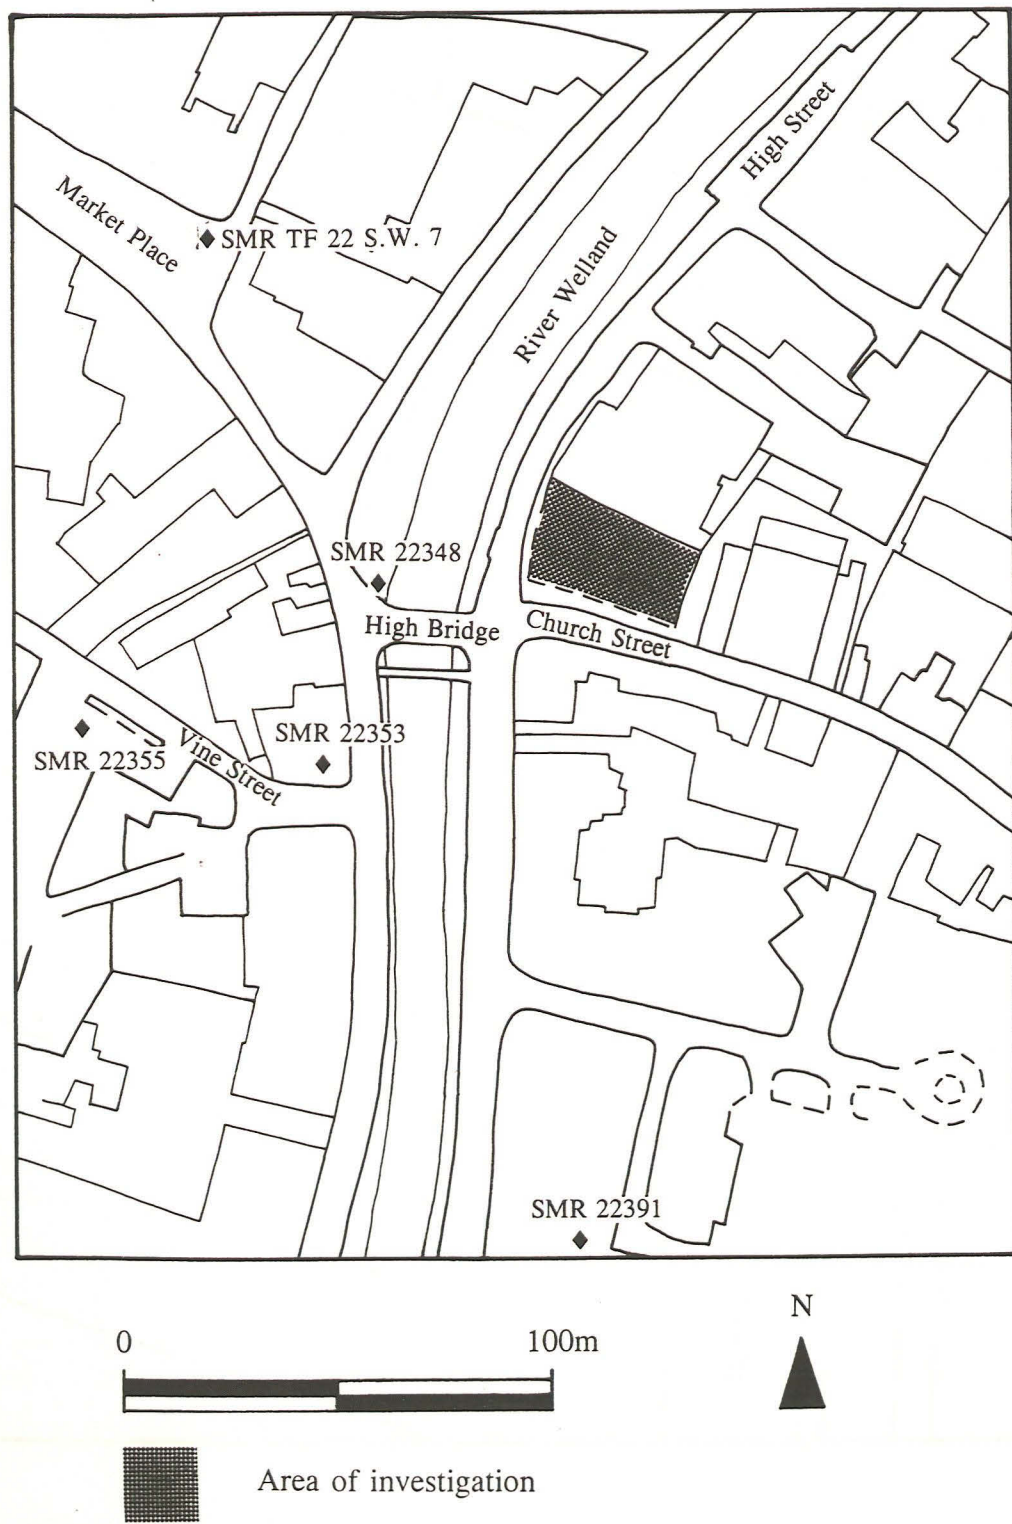 High Street
Market Place
SMR TF 22 S.W. 7
River Welland
SMR 22348
High Bridge
Church Street
SMR 22353
SMR 22355
Vine Street
SMR 22391
0
100m
N
Area of investigation